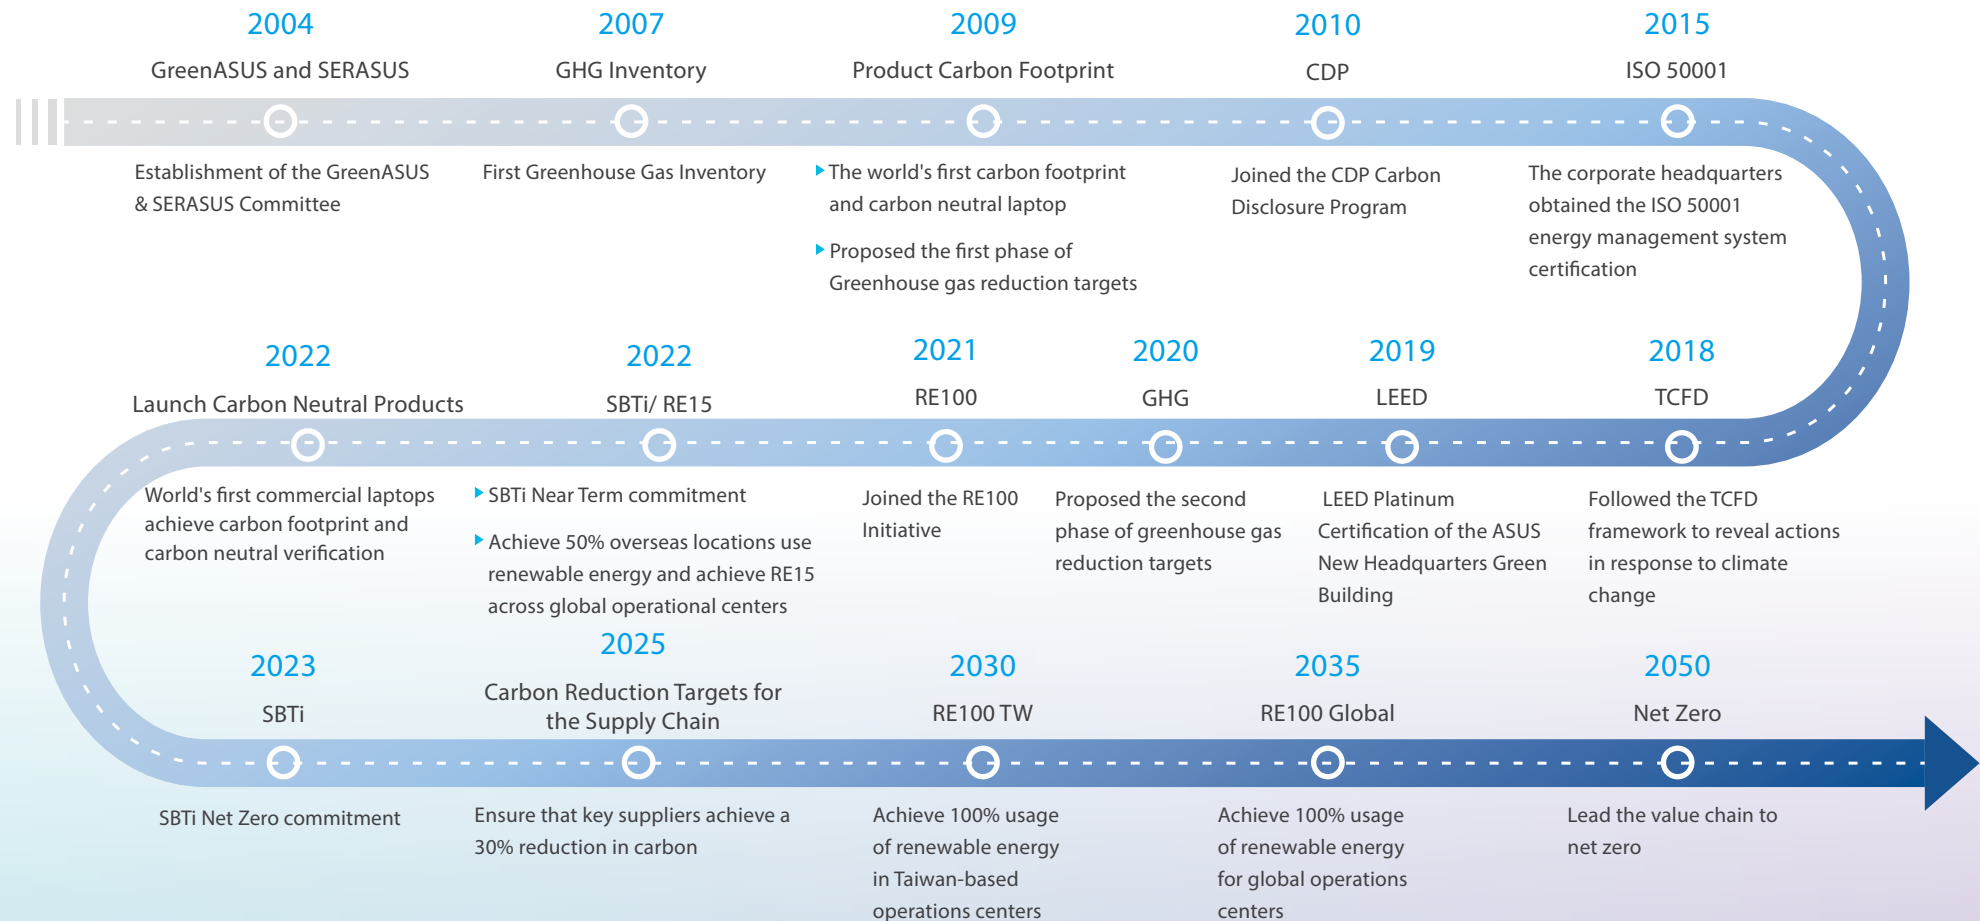 2004
GreenASUS and SERASUS
Establishment of the GreenASUS
& SERASUS Committee
2007
GHG Inventory
First Greenhouse Gas Inventory
2009
Product Carbon Footprint
The world's first carbon footprint
and carbon neutral laptop
Proposed the first phase of
Greenhouse gas reduction targets
2010
CDP
Joined the CDP Carbon
Disclosure Program
2015
ISO 50001
The corporate headquarters
obtained the ISO 50001
energy management system
certification
2018
TCFD
Followed the TCFD
framework to reveal actions
in response to climate
change
2019
LEED
LEED Platinum
Certification of the ASUS
New Headquarters Green
Building
2020
GHG
Proposed the second
phase of greenhouse gas
reduction targets
2021
RE100
Joined the RE100
Initiative
2022
SBTi/ RE15
SBTi Near Term commitment
Achieve 50% overseas locations use
renewable energy and achieve RE15
across global operational centers
2022
Launch Carbon Neutral Products
World's first commercial laptops
achieve carbon footprint and
carbon neutral verification
2023
SBTi
SBTi Net Zero commitment
2025
Carbon Reduction Targets for
the Supply Chain
Ensure that key suppliers achieve a
30% reduction in carbon
2030
RE100 TW
Achieve 100% usage
of renewable energy
in Taiwan-based
operations centers
2035
RE100 Global
Achieve 100% usage
of renewable energy
for global operations
centers
2050
Net Zero
Lead the value chain to
net zero